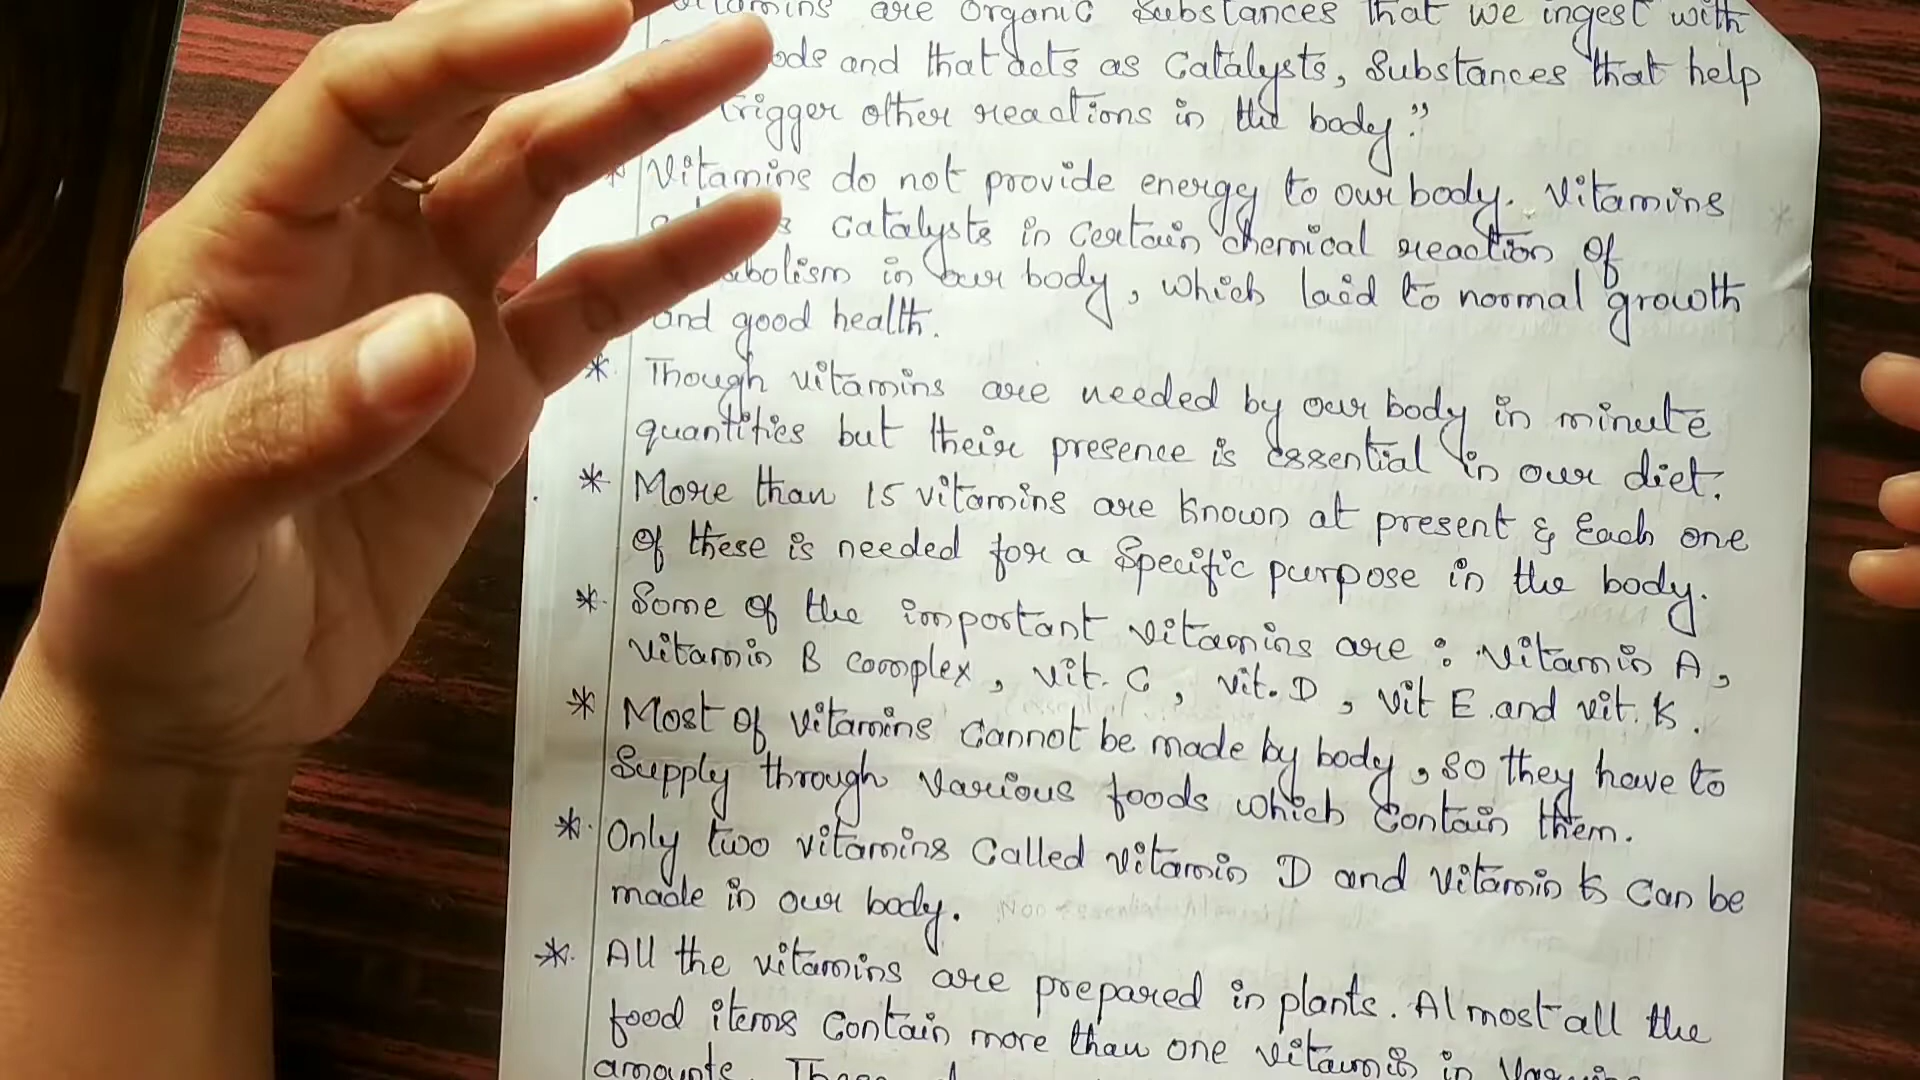 Vitamins are organic Substances that we ingest with
and that acts as Catalysts, Substances that help
trigger other reactions in the body."
* Vitamins do not provide energy to our body. Vitamins
Catalysts in certain chemical reaction of
in our body, which laid to normal growth
and good health.
* Though vitamins are needed by our body in minute
quantities but their presence is essential in our diet.
* More than 15 vitamins are known at present & Each one
of these is needed for a Specific purpose in the body.
* Some of the important vitamins are : vitamin A,
vitamin B complex, vit. C, vit. D, vit E and vit. K.
* Most of vitamins Cannot be made by body, so they have to
Supply through various foods which contain them.
* Only two vitamins Called vitamin D and vitamin K Can be
made in our body.
* All the vitamins are prepared in plants. Almost all the
food items Contain more than one vitamin in
amounts.